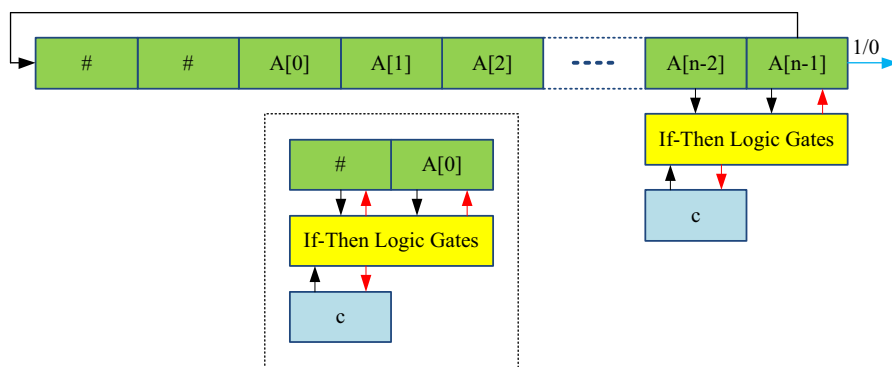 1/0
# # A[0] A[1] A[2] A[n-2] A[n-1]
If-Then Logic Gates
# A[0]
c
If-Then Logic Gates
c